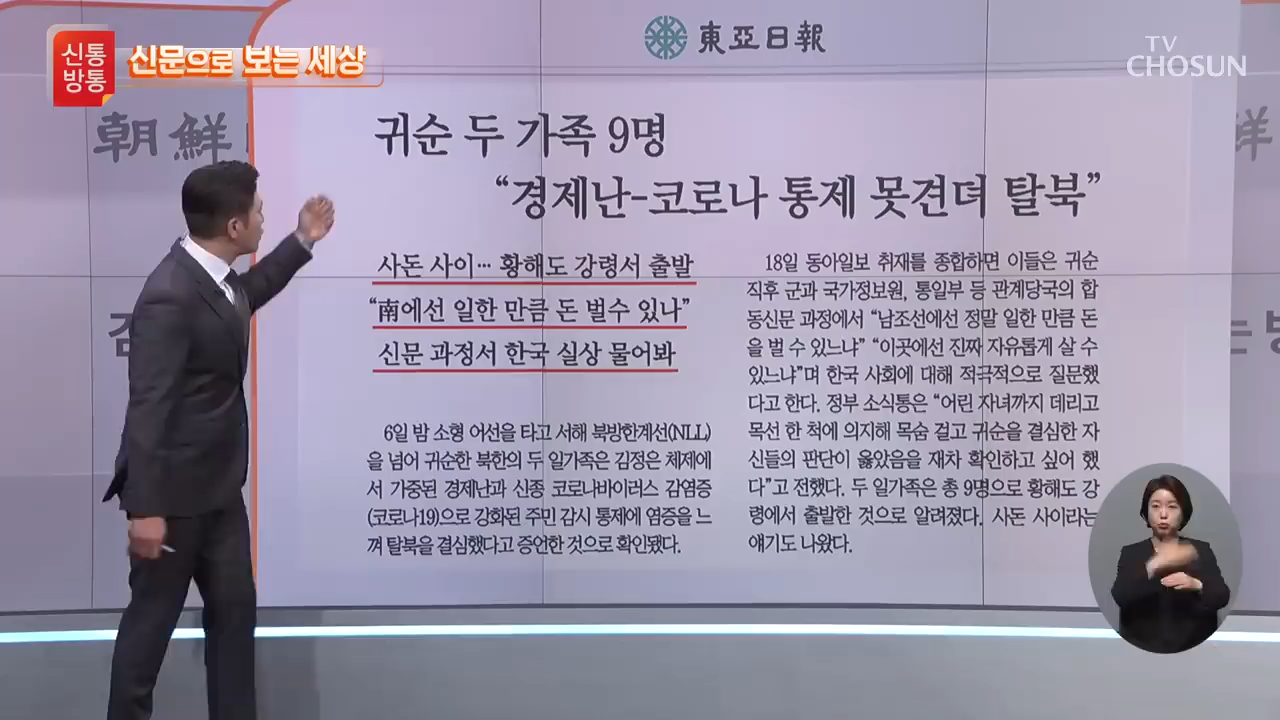 신통
방통
신문으로 보는 세상
東亞日報
TV
CHOSUN
朝鮮
귀순 두 가족 9명
“경제난-코로나 통제 못견뎌 탈북”
사돈 사이… 황해도 강령서 출발
“南에선 일한 만큼 돈 벌수 있나”
신문 과정서 한국 실상 물어봐
6일 밤 소형 어선을 타고 서해 북방한계선(NLL)
을 넘어 귀순한 북한의 두 일가족은 김정은 체제에
서 가중된 경제난과 신종 코로나바이러스 감염증
(코로나19)으로 강화된 주민 감시 통제에 염증을 느
껴 탈북을 결심했다고 증언한 것으로 확인됐다.
18일 동아일보 취재를 종합하면 이들은 귀순
직후 군과 국가정보원, 통일부 등 관계당국의 합
동신문 과정에서 “남조선에선 정말 일한 만큼 돈
을 벌 수 있느냐” “이곳에선 진짜 자유롭게 살 수
있느냐”며 한국 사회에 대해 적극적으로 질문했
다고 한다. 정부 소식통은 “어린 자녀까지 데리고
목선 한 척에 의지해 목숨 걸고 귀순을 결심한 자
신들의 판단이 옳았음을 재차 확인하고 싶어 했
다”고 전했다. 두 일가족은 총 9명으로 황해도 강
령에서 출발한 것으로 알려졌다. 사돈 사이라는
얘기도 나왔다.
鮮